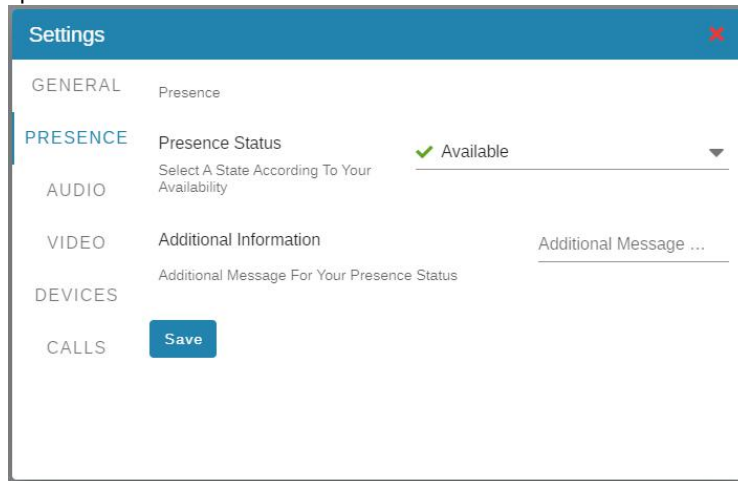 Settings
GENERAL
PRESENCE
AUDIO
VIDEO
DEVICES
CALLS
Presence
Presence Status
Select A State According To Your
Availability
Available
Additional Information
Additional Message For Your Presence Status
Additional Message ...
Save